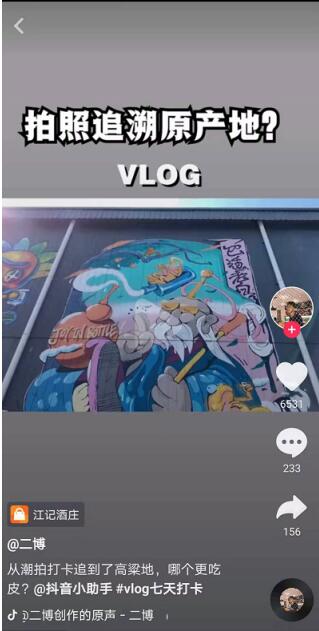 拍照追溯原产地?
VLOG
6531
233
156
江记酒庄
@二博
从潮拍打卡追到了高粱地，哪个更吃
皮？@抖音小助手 #vlog七天打卡
@二博创作的原声 - 二博